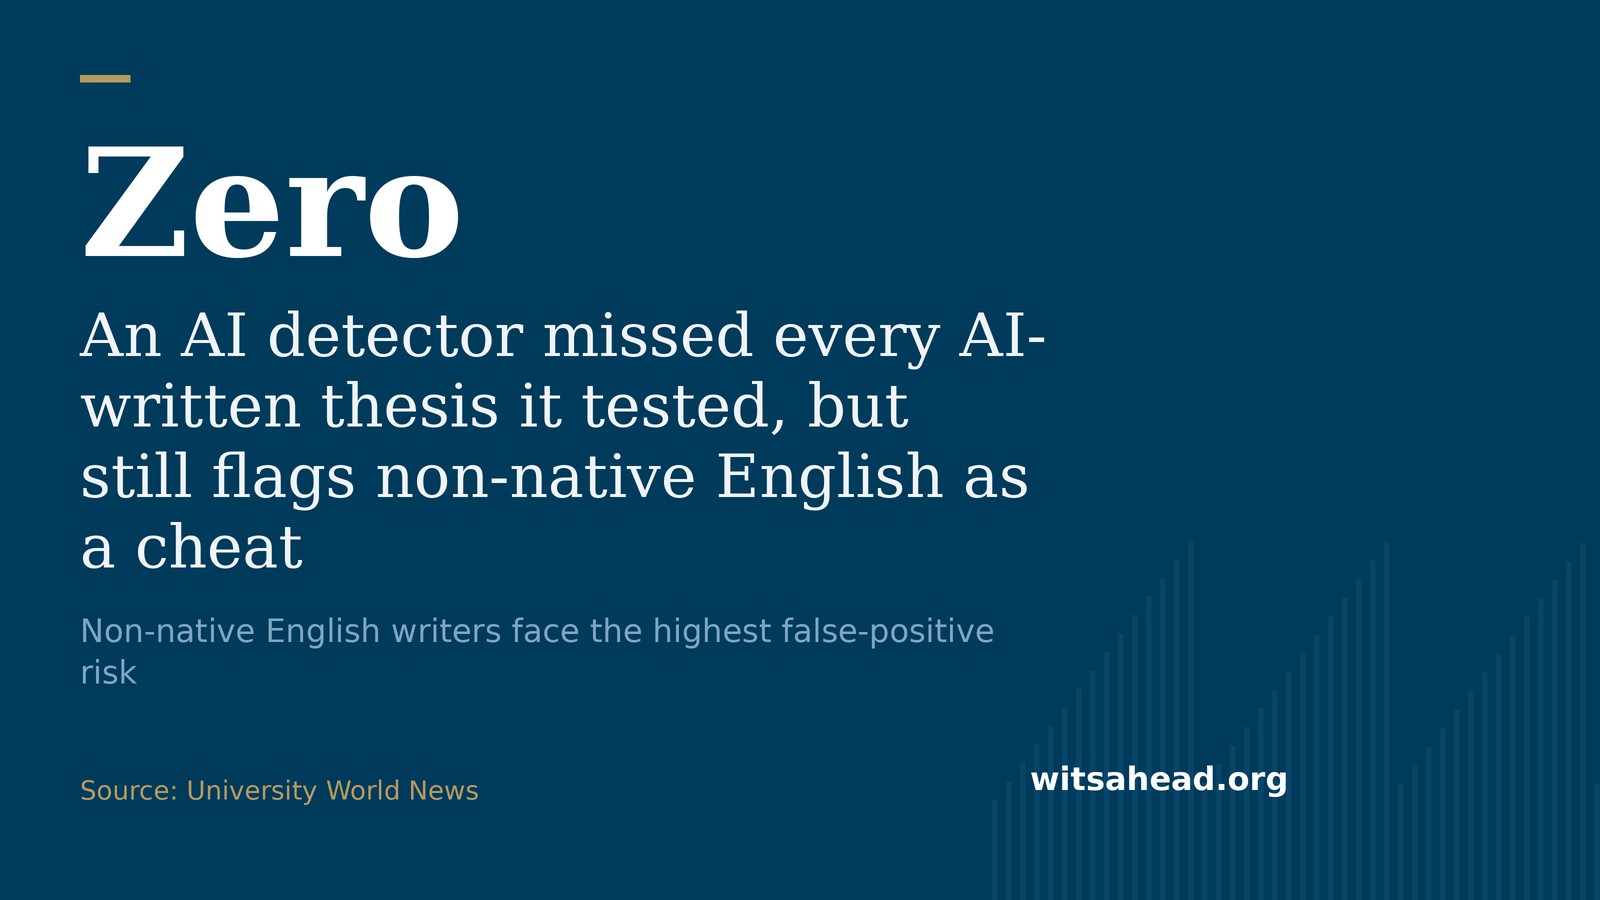 Zero
An AI detector missed every AI-
written thesis it tested, but
still flags non-native English as
a cheat
Non-native English writers face the highest false-positive
risk
Source: University World News
witsahead.org